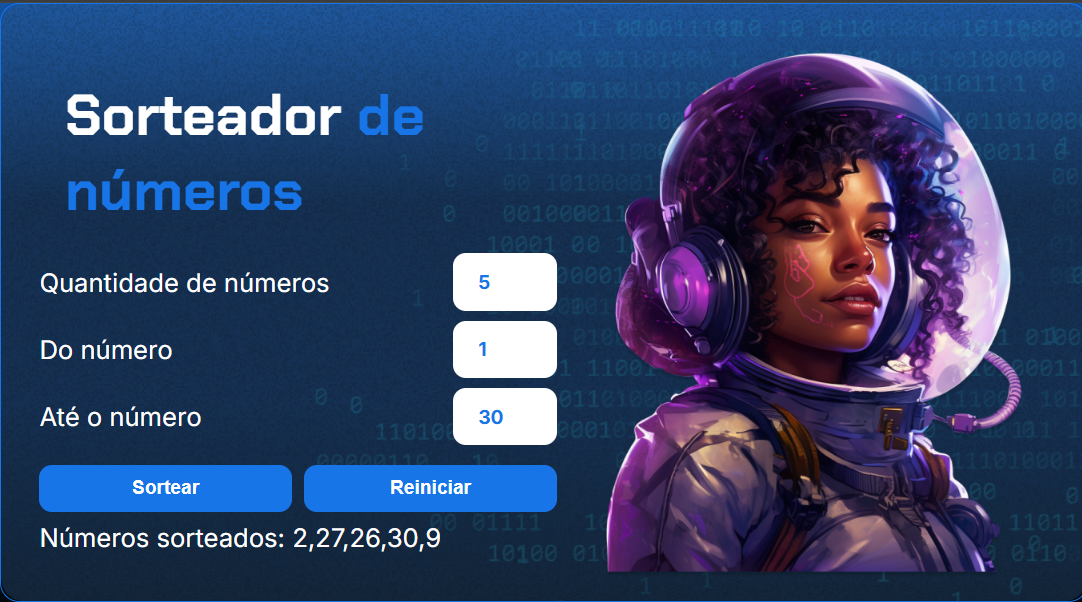 Sorteador de
números
Quantidade de números
5
Do número
1
Até o número
30
Sortear
Reiniciar
Números sorteados: 2,27,26,30,9